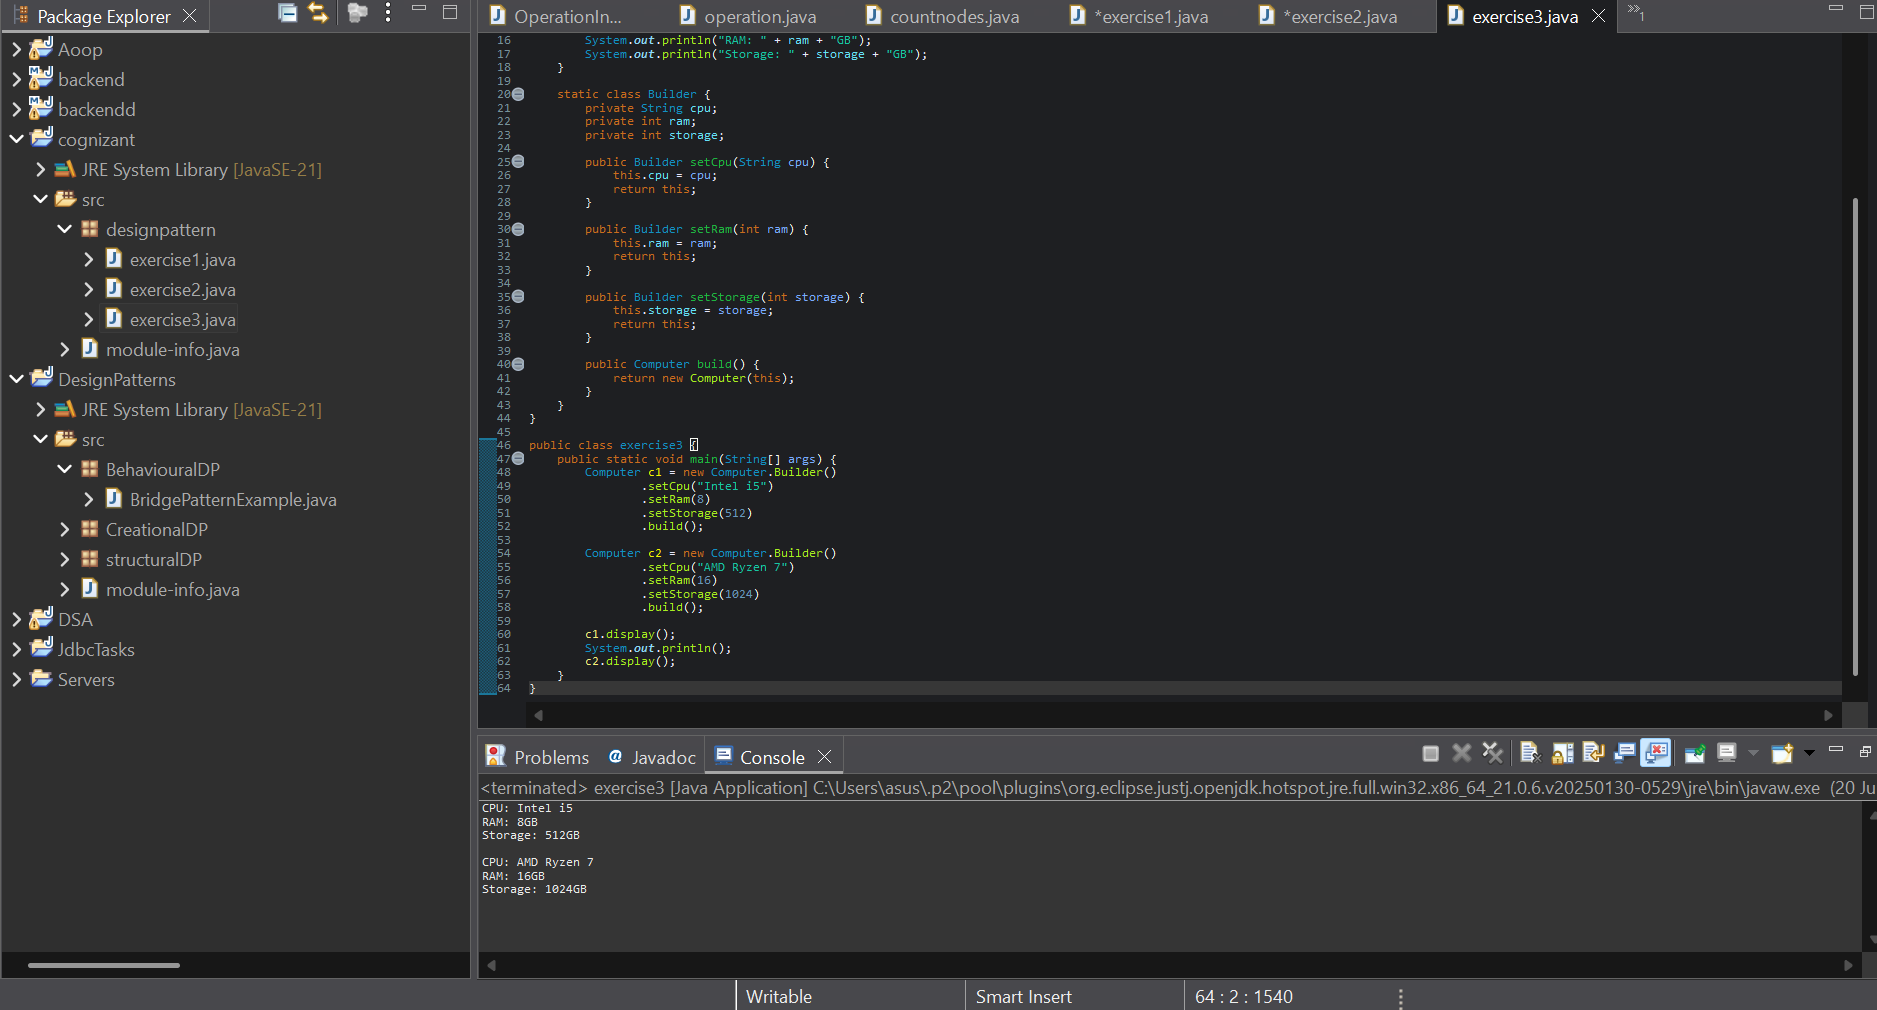 Package Explorer
Aoop
backend
backendd
cognizant
JRE System Library [JavaSE-21]
src
designpattern
exercise1.java
exercise2.java
exercise3.java
module-info.java
DesignPatterns
JRE System Library [JavaSE-21]
src
BehaviouralDP
BridgePatternExample.java
CreationalDP
structuralDP
module-info.java
DSA
JdbcTasks
Servers
OperationIn... operation.java countnodes.java *exercise1.java *exercise2.java exercise3.java »1
16 System.out.println("RAM: " + ram + "GB");
17 System.out.println("Storage: " + storage + "GB");
18 }
19
20 static class Builder {
21 private String cpu;
22 private int ram;
23 private int storage;
24
25 public Builder setCpu(String cpu) {
26 this.cpu = cpu;
27 return this;
28 }
29
30 public Builder setRam(int ram) {
31 this.ram = ram;
32 return this;
33 }
34
35 public Builder setStorage(int storage) {
36 this.storage = storage;
37 return this;
38 }
39
40 public Computer build() {
41 return new Computer(this);
42 }
43 }
44 }
45
46 public class exercise3 {
47 public static void main(String[] args) {
48 Computer c1 = new Computer.Builder()
49 .setCpu("Intel i5")
50 .setRam(8)
51 .setStorage(512)
52 .build();
53
54 Computer c2 = new Computer.Builder()
55 .setCpu("AMD Ryzen 7")
56 .setRam(16)
57 .setStorage(1024)
58 .build();
59
60 c1.display();
61 System.out.println();
62 c2.display();
63 }
64 }
Problems @ Javadoc Console
<terminated> exercise3 [Java Application] C:\Users\asus\.p2\pool\plugins\org.eclipse.justj.openjdk.hotspot.jre.full.win32.x86_64_21.0.6.v20250130-0529\jre\bin\javaw.exe (20 Ju
CPU: Intel i5
RAM: 8GB
Storage: 512GB
CPU: AMD Ryzen 7
RAM: 16GB
Storage: 1024GB
Writable Smart Insert 64 : 2 : 1540